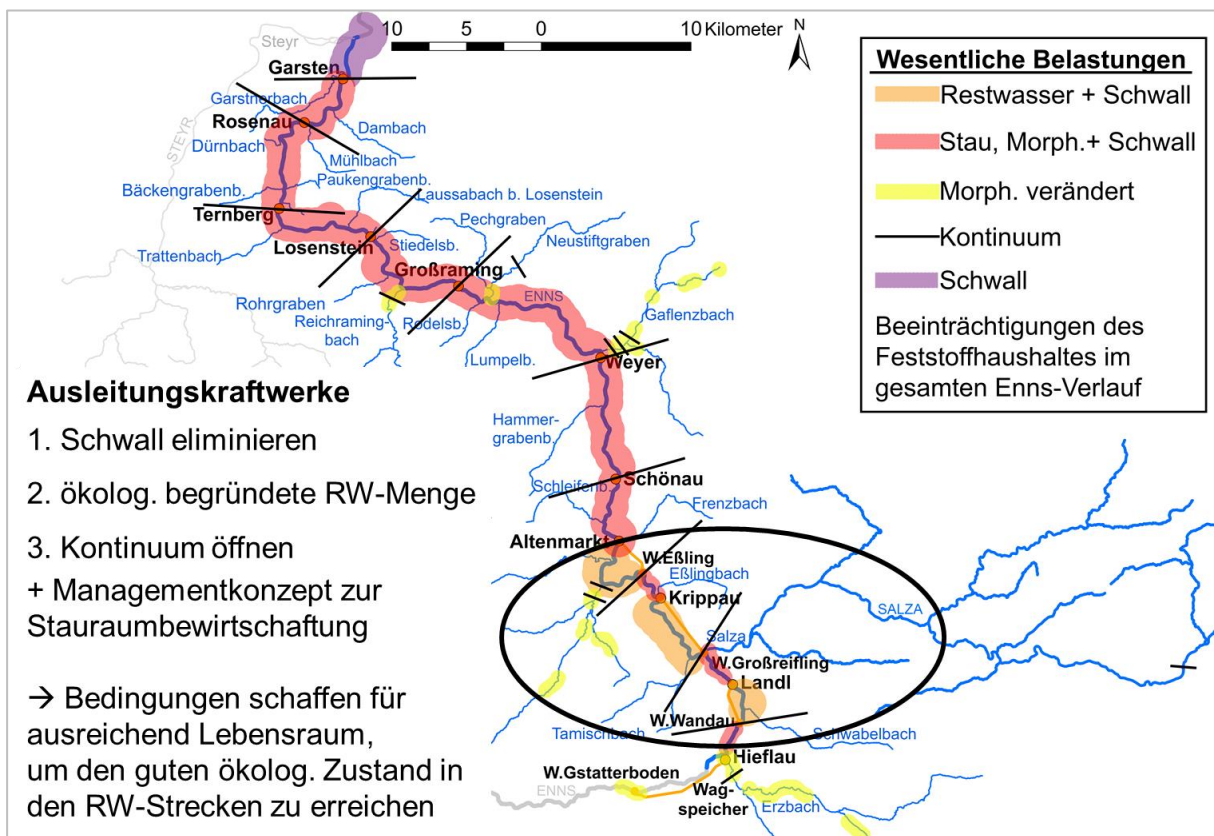 10 5 0 10 Kilometer
N
Steyr
Garsten
Garstnerbach
Rosenau
Dambach
STEYR
Dürnbach
Mühlbach
Paukengrabenb.
Bäckengrabenb.
Laussabach b. Losenstein
Ternberg
Pechgraben
Losenstein
Stiedelsb.
Neustiftgraben
Trattenbach
Großraming
Rohrgraben
ENNS
Reichraming-
bach
Rodelsb.
Gaflenzbach
Lumpelb.
Weyer
Hammer-
grabenb.
Schönau
Schleifenb.
Frenzbach
Altenmarkt
W.Eßling
Eßlingbach
Krippau
SALZA
Salza
W.Großreifling
Landl
W.Wandau
Tamischbach
Schwabelbach
Hieflau
W.Gstatterboden
ENNS
Wag-
speicher
Erzbach
Wesentliche Belastungen
Restwasser + Schwall
Stau, Morph.+ Schwall
Morph. verändert
Kontinuum
Schwall
Beeinträchtigungen des
Feststoffhaushaltes im
gesamten Enns-Verlauf
Ausleitungskraftwerke
1. Schwall eliminieren
2. ökolog. begründete RW-Menge
3. Kontinuum öffnen
+ Managementkonzept zur
Stauraumbewirtschaftung
→ Bedingungen schaffen für
ausreichend Lebensraum,
um den guten ökolog. Zustand in
den RW-Strecken zu erreichen